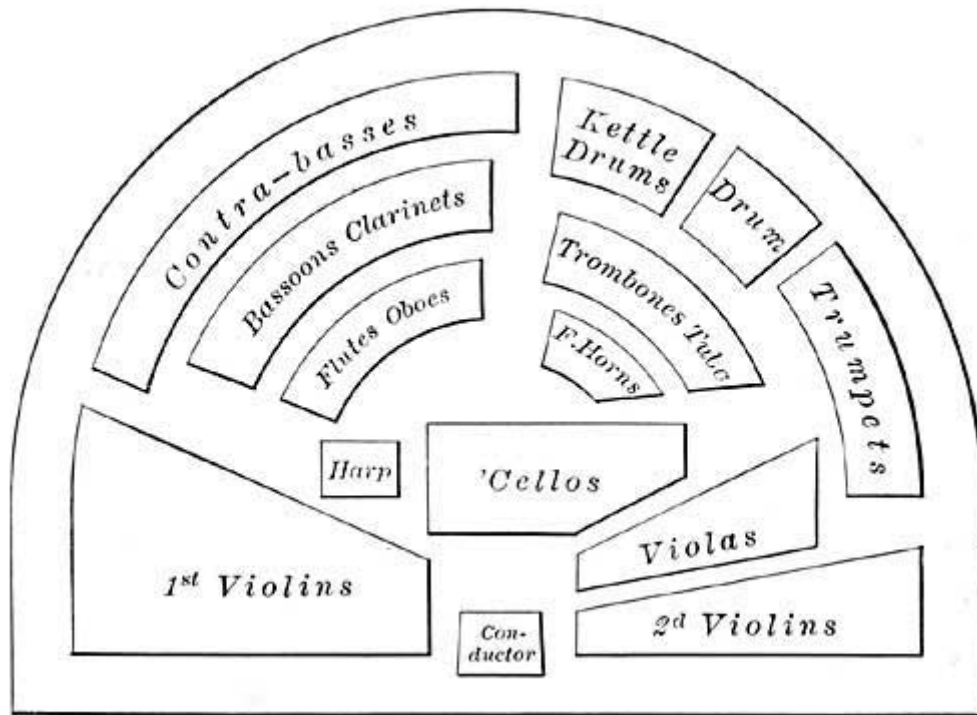 Contra-basses
Kettle
Drums
Drum
Bassoons Clarinets
Trombones Tuba
Trumpets
Flutes Oboes
F. Horns
Harp
'Cellos
Violas
1st Violins
2d Violins
Con-
ductor